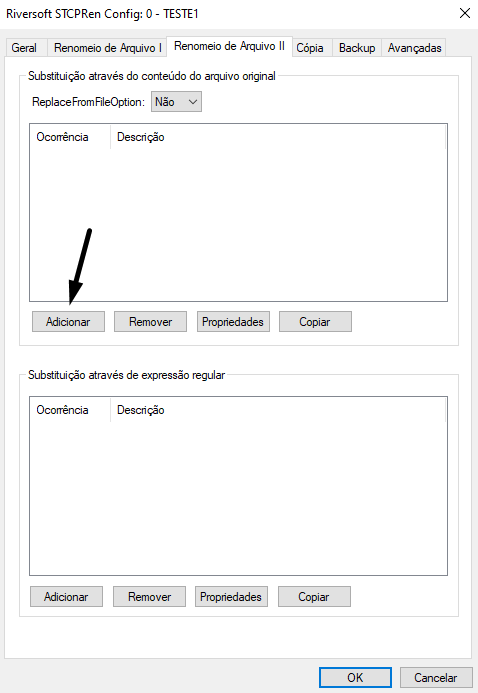 Riversoft STCPRen Config: 0 - TESTE1
Geral Renomeio de Arquivo I Renomeio de Arquivo II Cópia Backup Avançadas
Substituição através do conteúdo do arquivo original
ReplaceFromFileOption: Não
Ocorrência Descrição
Adicionar Remover Propriedades Copiar
Substituição através de expressão regular
Ocorrência Descrição
Adicionar Remover Propriedades Copiar
OK Cancelar